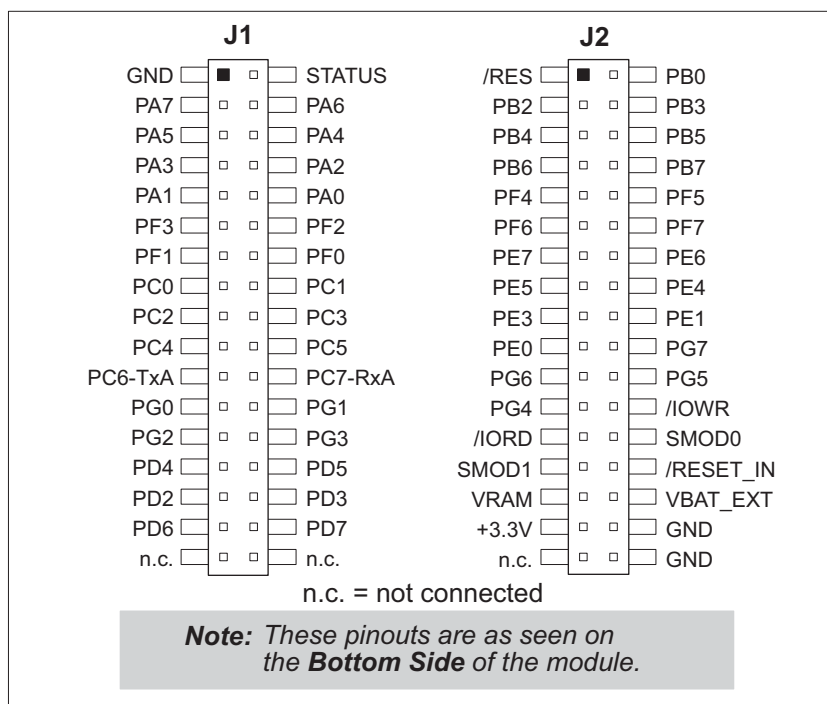 J1 J2
GND STATUS /RES PB0
PA7 PA6 PB2 PB3
PA5 PA4 PB4 PB5
PA3 PA2 PB6 PB7
PA1 PA0 PF4 PF5
PF3 PF2 PF6 PF7
PF1 PF0 PE7 PE6
PC0 PC1 PE5 PE4
PC2 PC3 PE3 PE1
PC4 PC5 PE0 PG7
PC6-TxA PC7-RxA PG6 PG5
PG0 PG1 PG4 /IOWR
PG2 PG3 /IORD SMOD0
PD4 PD5 SMOD1 /RESET_IN
PD2 PD3 VRAM VBAT_EXT
PD6 PD7 +3.3V GND
n.c. n.c. n.c. GND
n.c. = not connected
Note: These pinouts are as seen on
the Bottom Side of the module.